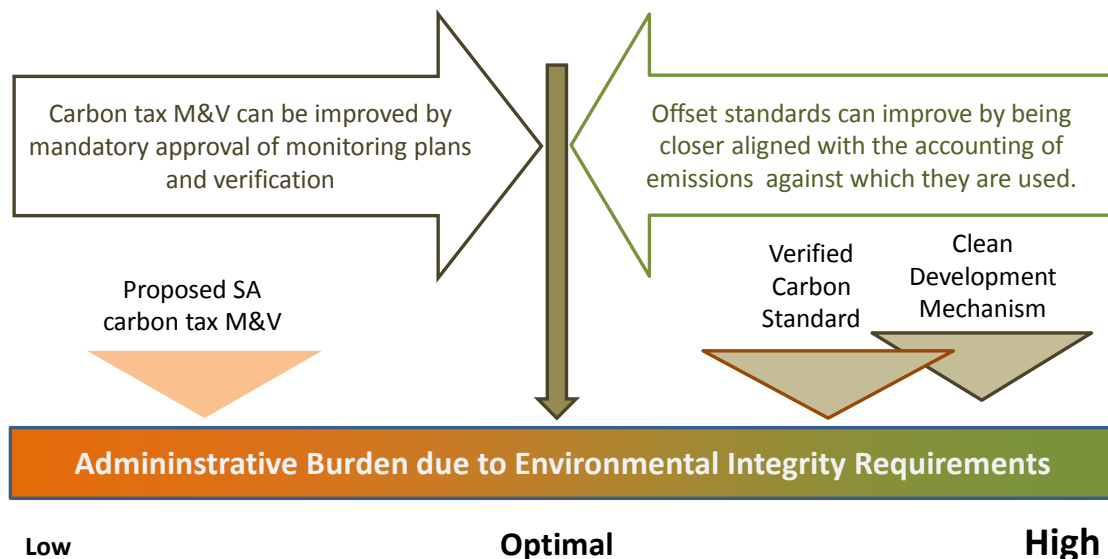 Carbon tax M&V can be improved by
mandatory approval of monitoring plans
and verification
Offset standards can improve by being
closer aligned with the accounting of
emissions  against which they are used.
Proposed SA
carbon tax M&V
Verified
Carbon
Standard
Clean
Development
Mechanism
Admininstrative Burden due to Environmental Integrity Requirements
Low
Optimal
High